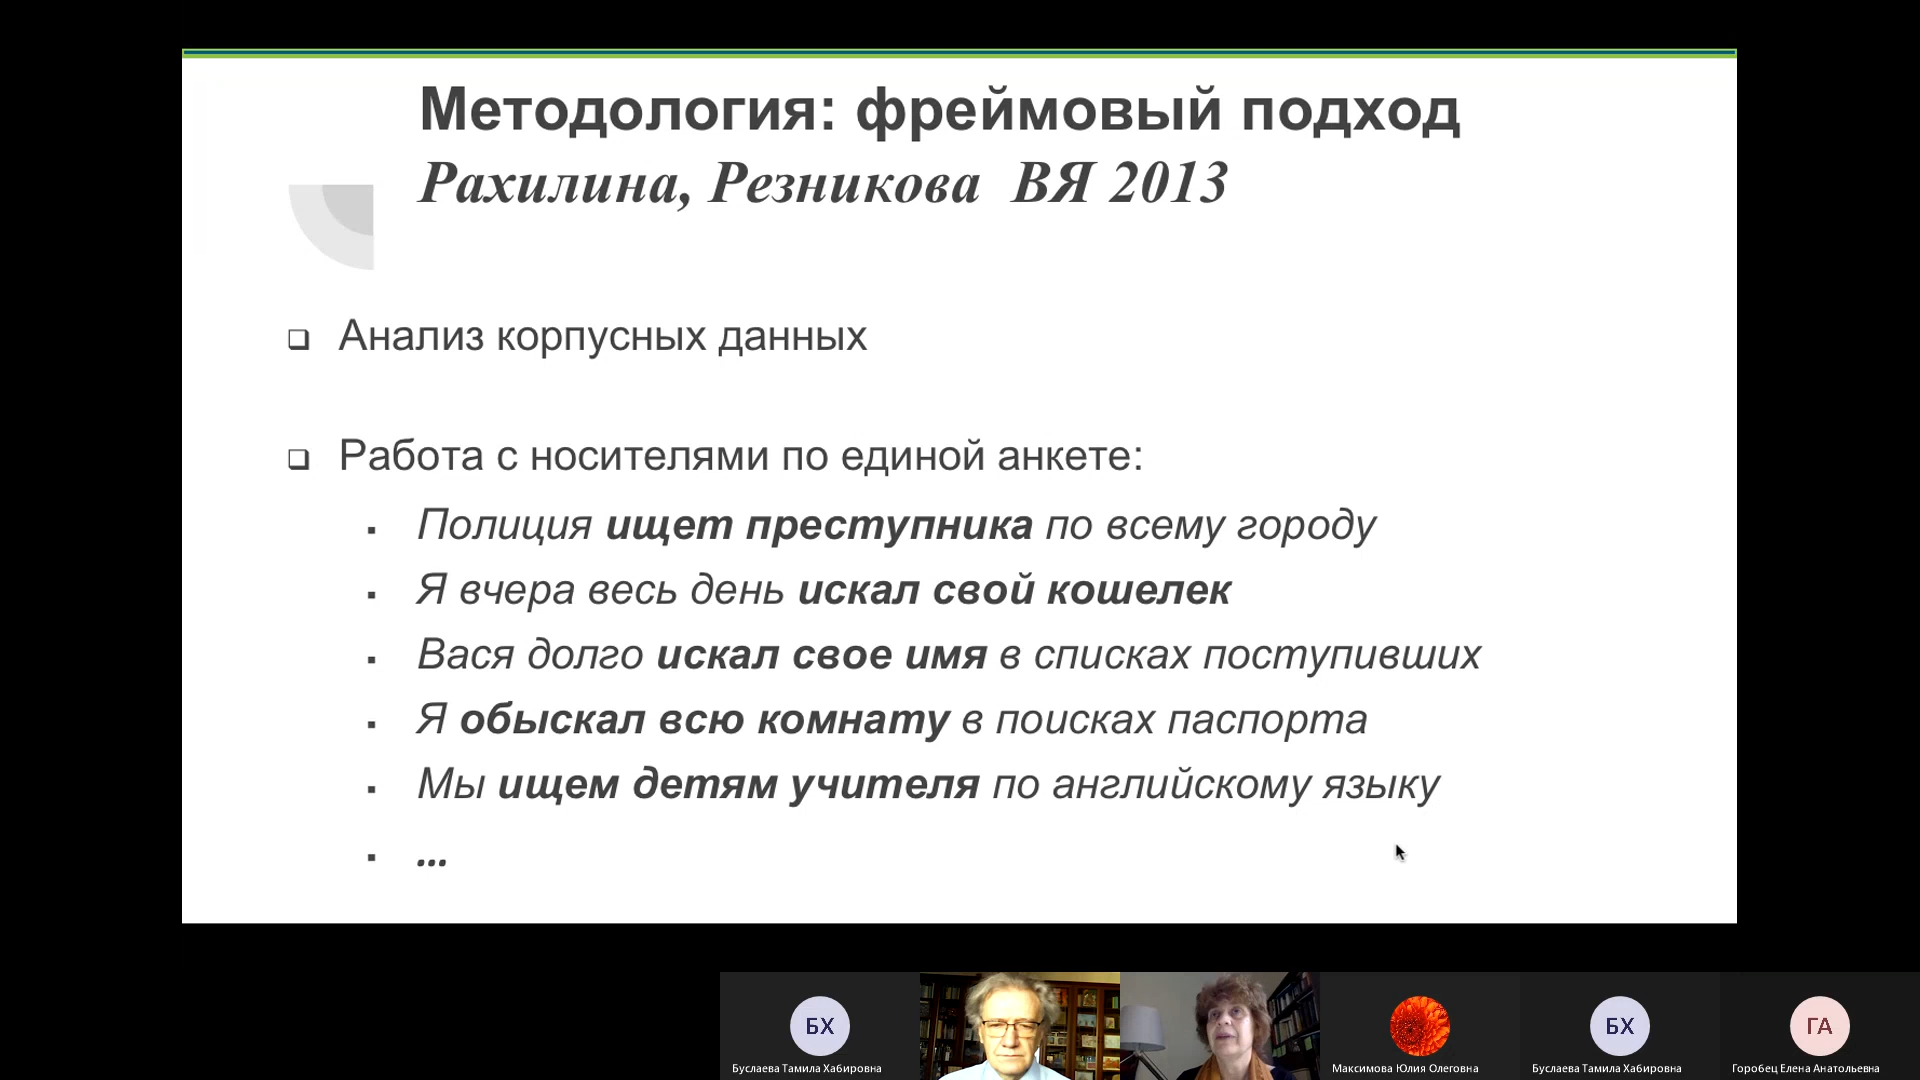 Методология: фреймовый подход
Рахилина, Резникова ВЯ 2013
Анализ корпусных данных
Работа с носителями по единой анкете:
Полиция ищет преступника по всему городу
Я вчера весь день искал свой кошелек
Вася долго искал свое имя в списках поступивших
Я обыскал всю комнату в поисках паспорта
Мы ищем детям учителя по английскому языку
...
БХ
БХ
ГА
Буслаева Тамила Хабировна
Максимова Юлия Олеговна
Буслаева Тамила Хабировна
Горобец Елена Анатольевна